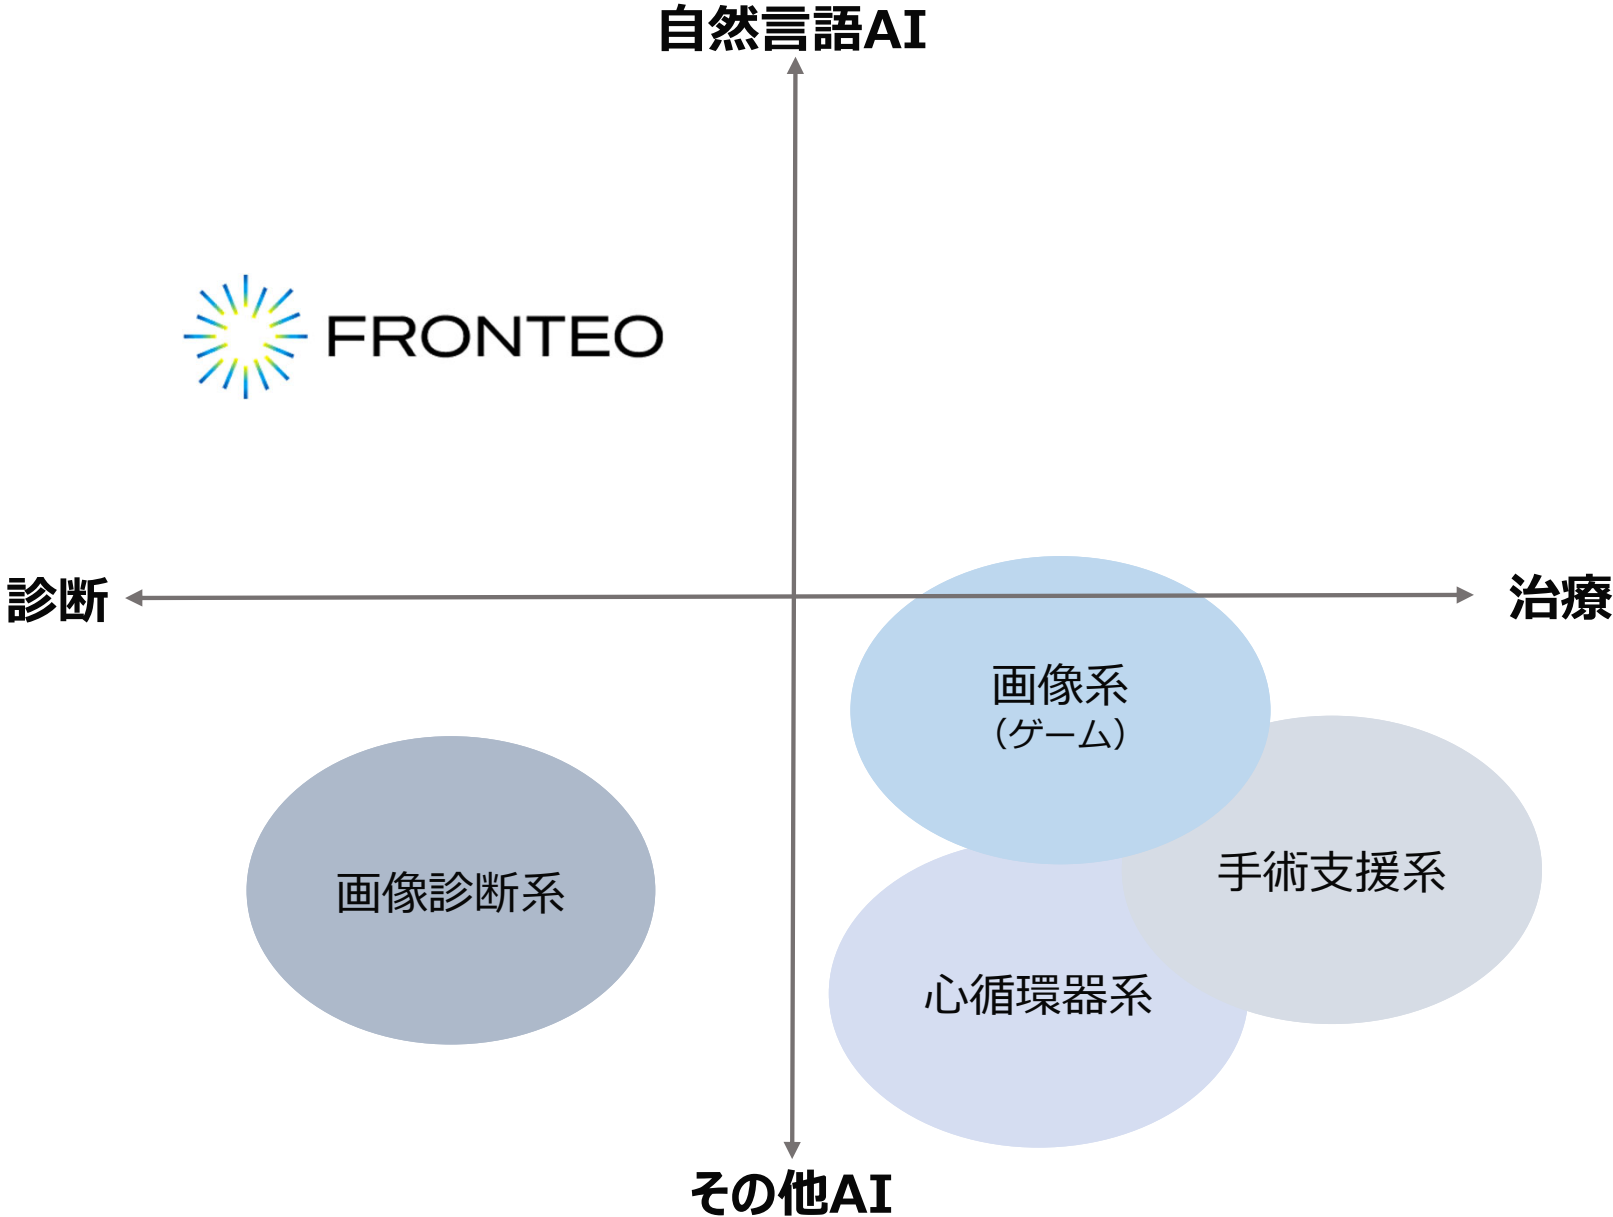 自然言語AI
FRONTEO
診断
治療
画像系
（ゲーム）
画像診断系
手術支援系
心循環器系
その他AI